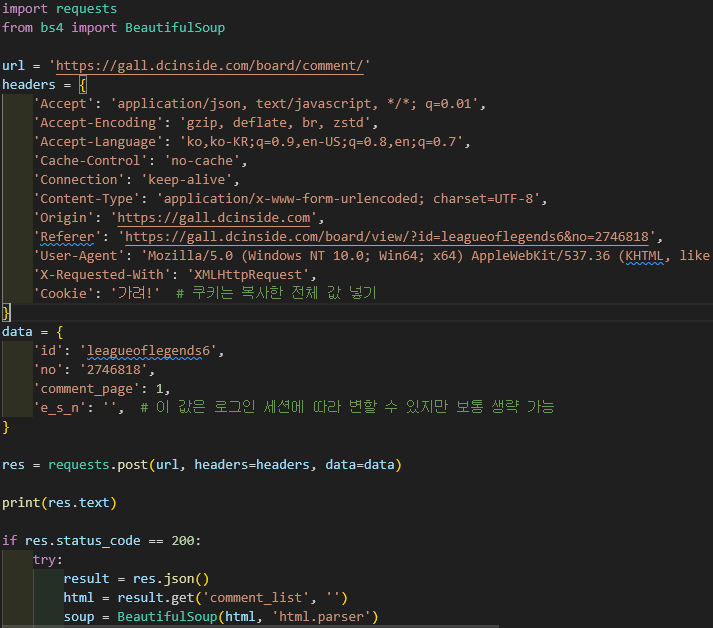 import requests
from bs4 import BeautifulSoup
url = 'https://gall.dcinside.com/board/comment/'
headers = {
'Accept': 'application/json, text/javascript, */*; q=0.01',
'Accept-Encoding': 'gzip, deflate, br, zstd',
'Accept-Language': 'ko,ko-KR;q=0.9,en-US;q=0.8,en;q=0.7',
'Cache-Control': 'no-cache',
'Connection': 'keep-alive',
'Content-Type': 'application/x-www-form-urlencoded; charset=UTF-8',
'Origin': 'https://gall.dcinside.com',
'Referer': 'https://gall.dcinside.com/board/view/?id=leagueoflegends6&no=2746818',
'User-Agent': 'Mozilla/5.0 (Windows NT 10.0; Win64; x64) AppleWebKit/537.36 (KHTML, like
'X-Requested-With': 'XMLHttpRequest',
'Cookie': '가려!'  # 쿠키는 복사한 전체 값 넣기
}
data = {
'id': 'leagueoflegends6',
'no': '2746818',
'comment_page': 1,
'e_s_n': '',  # 이 값은 로그인 세션에 따라 변할 수 있지만 보통 생략 가능
}
res = requests.post(url, headers=headers, data=data)
print(res.text)
if res.status_code == 200:
try:
result = res.json()
html = result.get('comment_list', '')
soup = BeautifulSoup(html, 'html.parser')